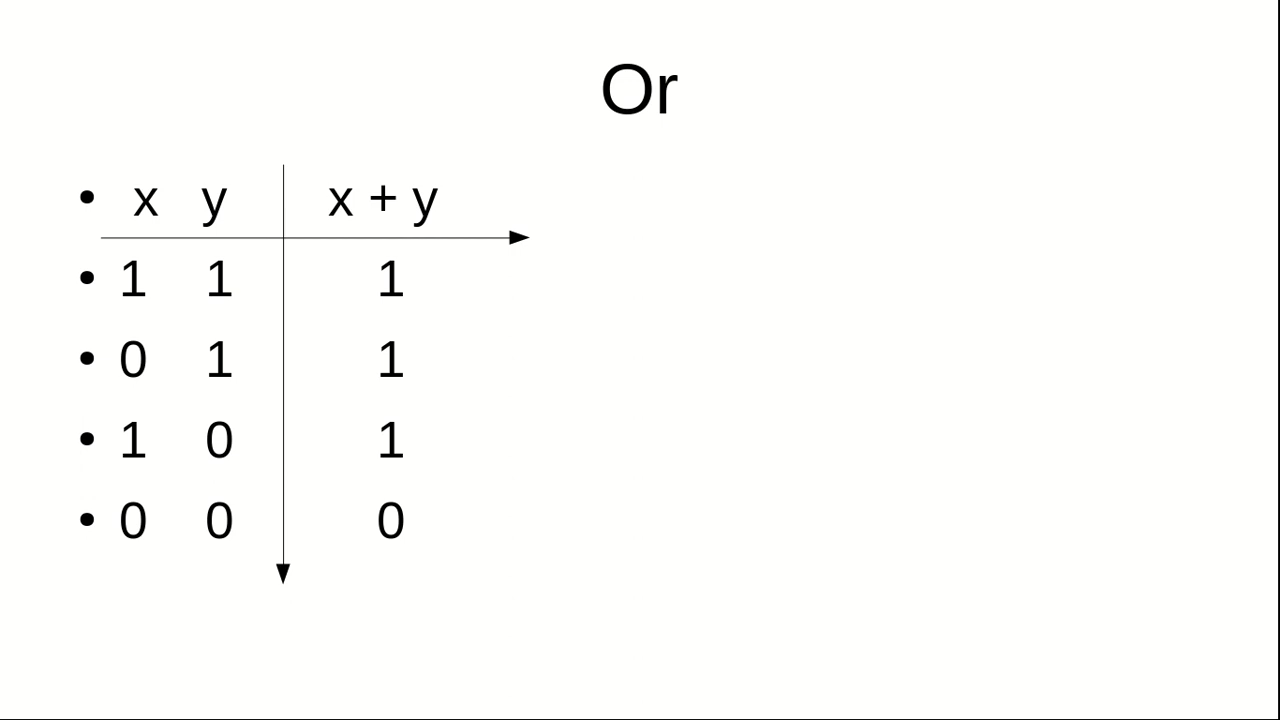 Or
• x y x + y
• 1 1 1
• 0 1 1
• 1 0 1
• 0 0 0